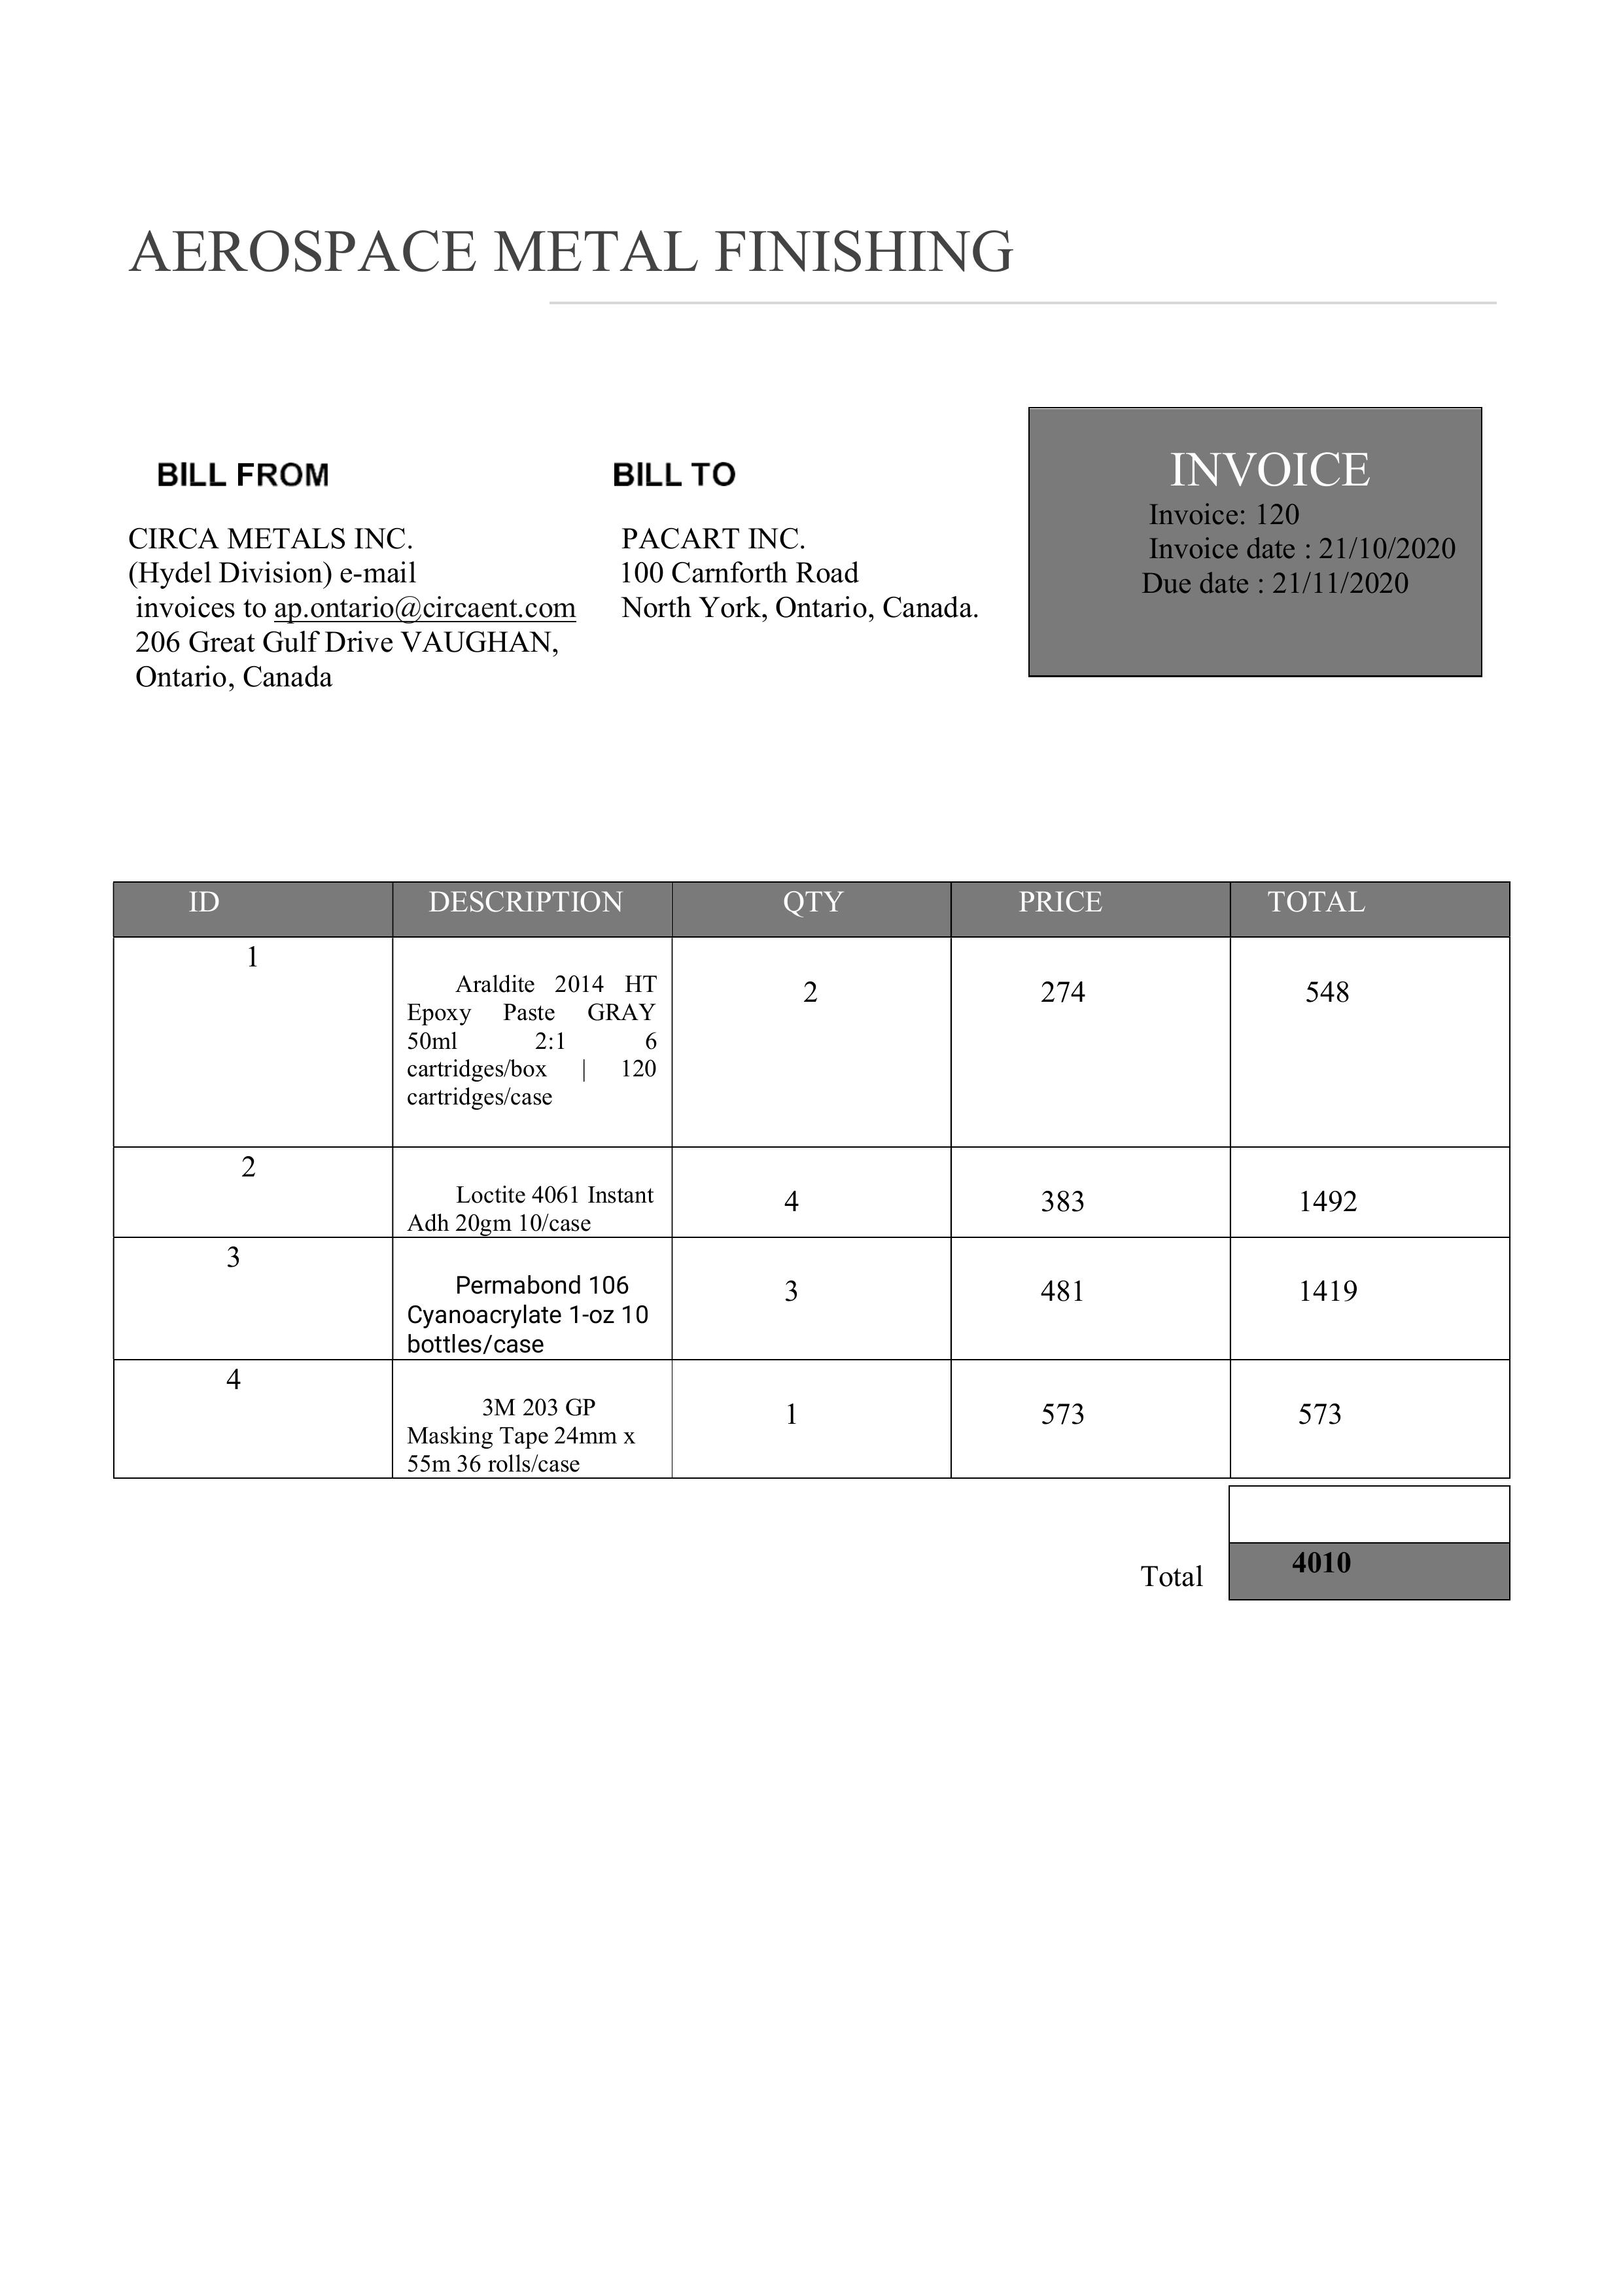 AEROSPACE METAL FINISHING
BILL FROM
CIRCA METALS INC.
(Hydel Division) e-mail
invoices to ap.ontario@circaent.com
206 Great Gulf Drive VAUGHAN,
Ontario, Canada
BILL TO
PACART INC.
100 Carnforth Road
North York, Ontario, Canada.
INVOICE
Invoice: 120
Invoice date : 21/10/2020
Due date : 21/11/2020
ID DESCRIPTION QTY PRICE TOTAL
1
Araldite 2014 HT
Epoxy Paste GRAY
50ml 2:1 6
cartridges/box | 120
cartridges/case
2 274 548
2
Loctite 4061 Instant
Adh 20gm 10/case
4 383 1492
3
Permabond 106
Cyanoacrylate 1-oz 10
bottles/case
3 481 1419
4
3M 203 GP
Masking Tape 24mm x
55m 36 rolls/case
1 573 573
Total 4010